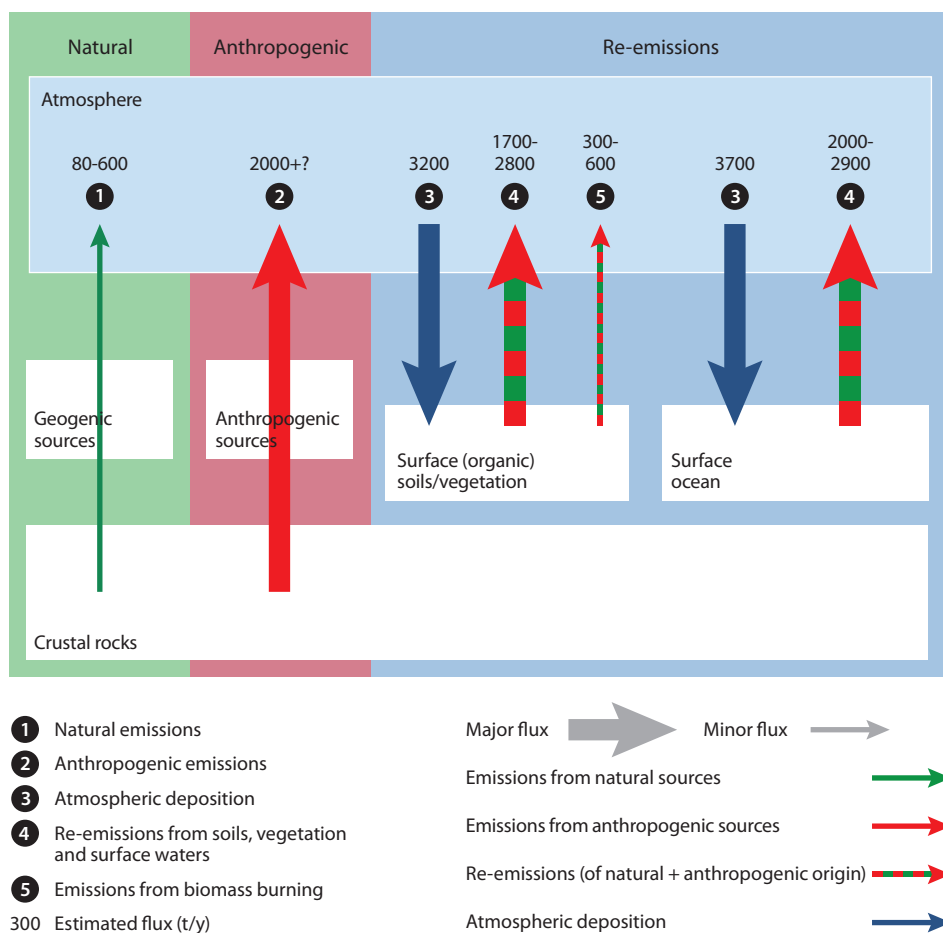 Natural
Anthropogenic
Re-emissions
Atmosphere
80-600
2000+?
3200
1700-
2800
300-
600
3700
2000-
2900
1
2
3
4
5
3
4
Geogenic
sources
Anthropogenic
sources
Surface (organic)
soils/vegetation
Surface
ocean
Crustal rocks
1 Natural emissions
2 Anthropogenic emissions
3 Atmospheric deposition
4 Re-emissions from soils, vegetation
and surface waters
5 Emissions from biomass burning
300 Estimated flux (t/y)
Major flux
Minor flux
Emissions from natural sources
Emissions from anthropogenic sources
Re-emissions (of natural + anthropogenic origin)
Atmospheric deposition